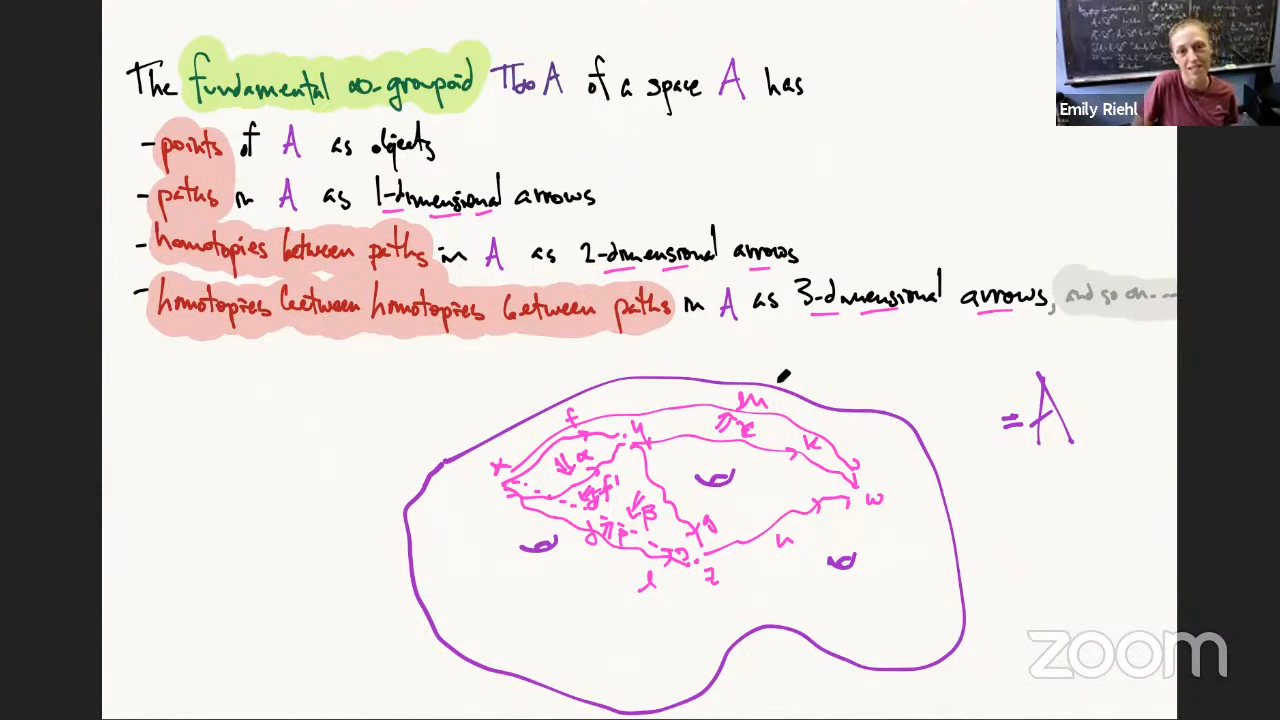 The fundamental ∞-groupoid π∞A of a space A has
- points of A as objects
- paths in A as 1-dimensional arrows
- homotopies between paths in A as 2-dimensional arrows
- homotopies between homotopies between paths in A as 3-dimensional arrows, and so on....
= A
m
f
y
x
α
k
f'
β
w
g
h
z
l
Emily Riehl
zoom